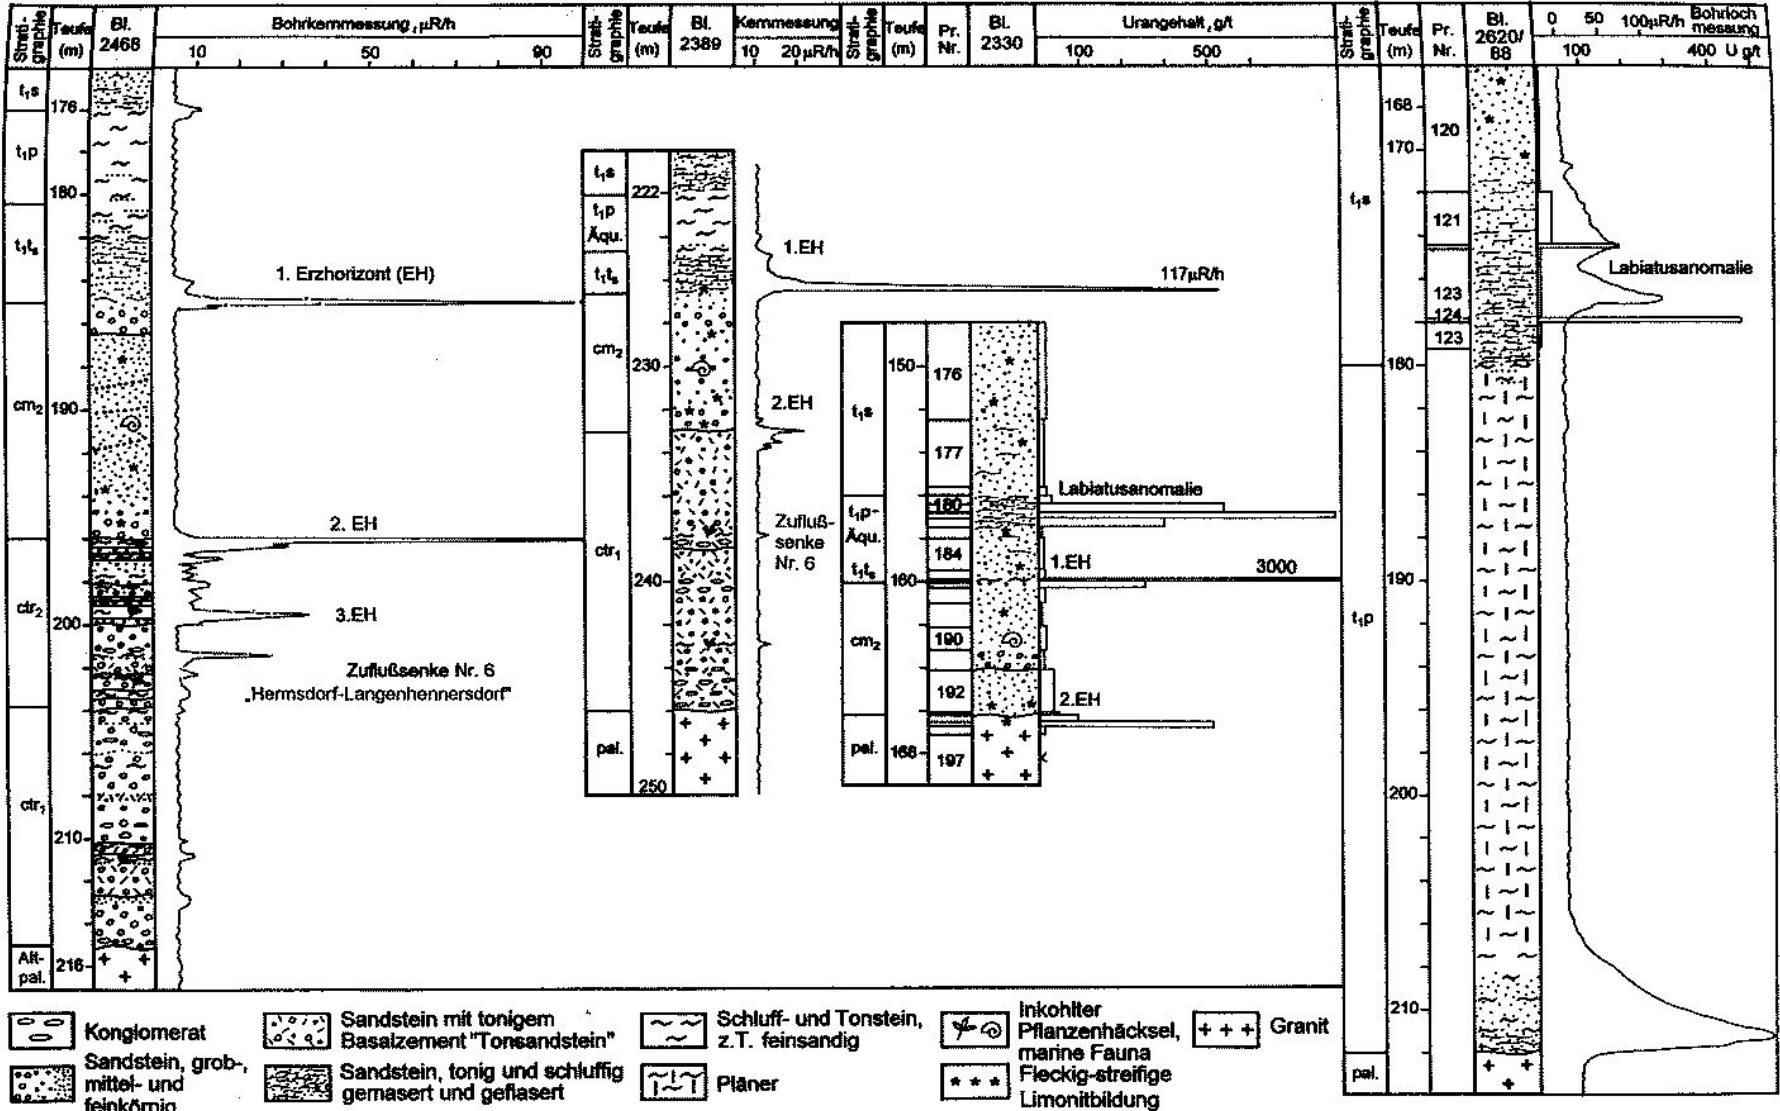 Strati-
graphie
Teufe
(m)
Bl.
2468
Bohrkernmessung, µR/h
10
50
90
Strati-
graphie
Teufe
(m)
Bl.
2389
Kernmessung
10
20 µR/h
Strati-
graphie
Teufe
(m)
Pr.
Nr.
Bl.
2330
Urangehalt, g/t
100
500
Strati-
graphie
Teufe
(m)
Pr.
Nr.
Bl.
2620/
88
0
50
100µR/h
Bohrloch
messung
100
400 U g/t
t₁s
t₁p
t₁tₛ
cm₂
ctr₂
ctr₁
Alt-
pal.
176
180
190
200
210
216
1. Erzhorizont (EH)
2. EH
3.EH
Zuflußsenke Nr. 6
„Hermsdorf-Langenhennersdorf"
t₁s
t₁p
Äqu.
t₁tₛ
cm₂
ctr₁
pal.
222
230
240
250
1.EH
117µR/h
2.EH
Zufluß-
senke
Nr. 6
t₁s
t₁p-
Äqu.
t₁tₛ
cm₂
pal.
150
160
168
176
177
180
184
190
192
197
Labiatusanomalie
1.EH
3000
2.EH
t₁s
t₁p
pal.
168
170
180
190
200
210
120
121
123
124
123
Labiatusanomalie
Konglomerat
Sandstein, grob-,
mittel- und
feinkörnig
Sandstein mit tonigem
Basalzement "Tonsandstein"
Sandstein, tonig und schluffig
gemasert und geflasert
Schluff- und Tonstein,
z.T. feinsandig
Pläner
Inkohlter
Pflanzenhäcksel,
marine Fauna
Fleckig-streifige
Limonitbildung
Granit